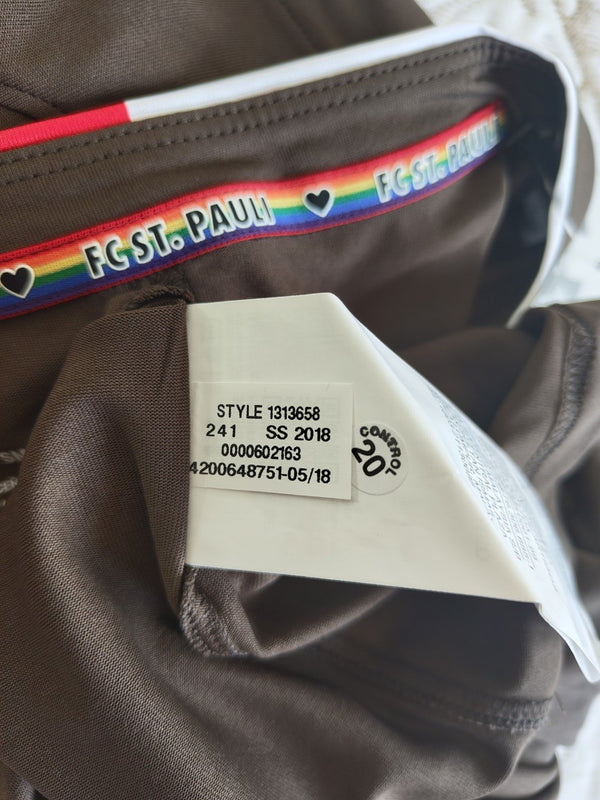 FC ST. PAULI
FC ST. PAULI
STYLE 1313658
241 SS 2018
0000602163
4200648751-05/18
CONTROL
20